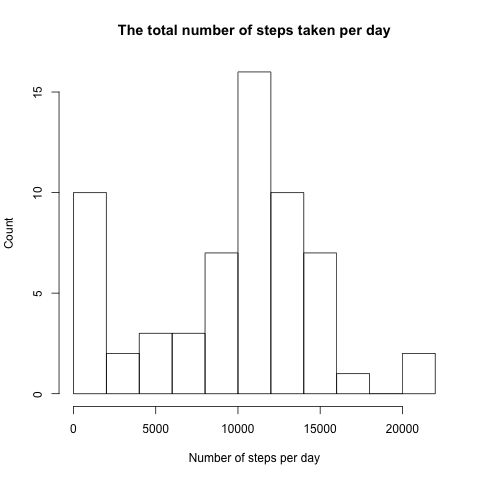 The total number of steps taken per day
15
10
5
0
Count
0 5000 10000 15000 20000
Number of steps per day